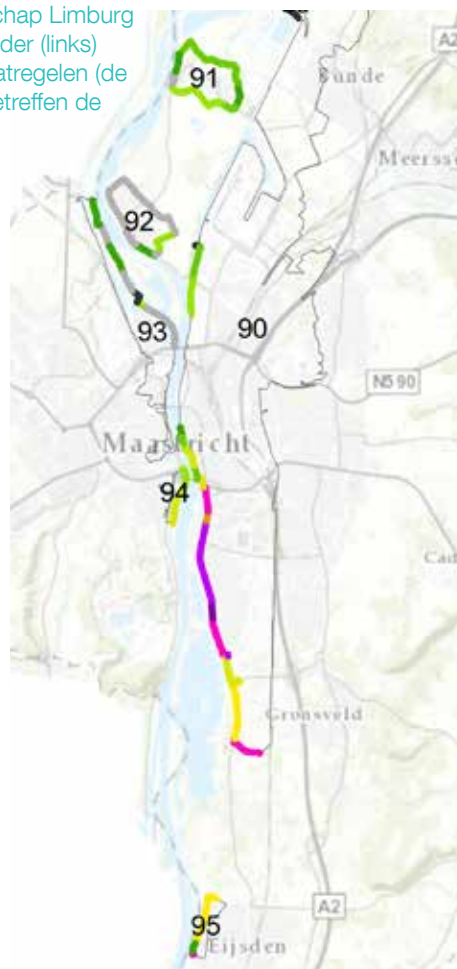 chap Limburg
der (links)
atregelen (de
etreffen de
A2
91
Bunde
Meerss
92
93
90
N590
Maastricht
94
Cad
Gronsveld
A2
95
Eijsden